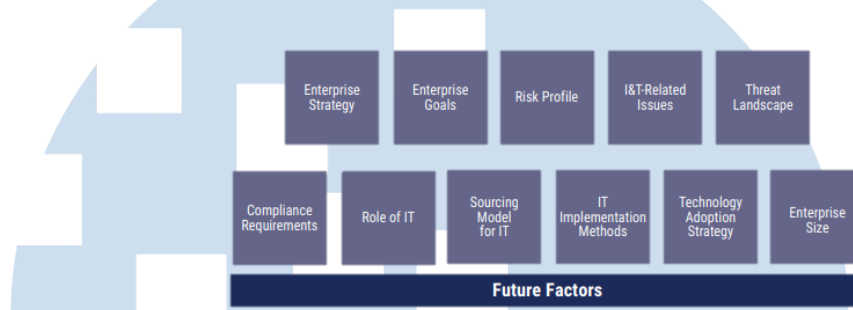 Enterprise
Strategy
Enterprise
Goals
Risk Profile
I&T-Related
Issues
Threat
Landscape
Compliance
Requirements
Role of IT
Sourcing
Model
for IT
IT
Implementation
Methods
Technology
Adoption
Strategy
Enterprise
Size
Future Factors